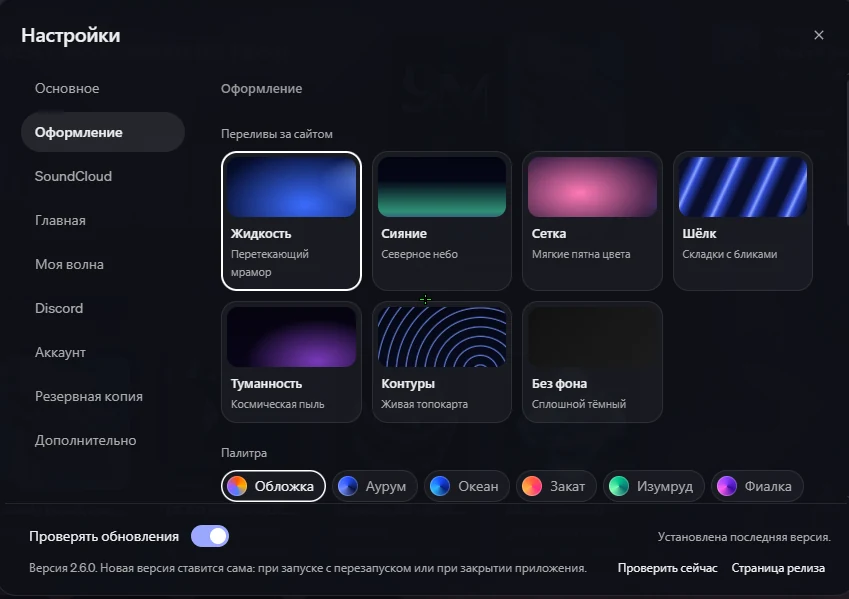 Настройки
Основное
Оформление
SoundCloud
Главная
Моя волна
Discord
Аккаунт
Резервная копия
Дополнительно
Оформление
Переливы за сайтом
Жидкость
Перетекающий
мрамор
Сияние
Северное небо
Сетка
Мягкие пятна цвета
Шёлк
Складки с бликами
Туманность
Космическая пыль
Контуры
Живая топокарта
Без фона
Сплошной тёмный
Палитра
Обложка
Аурум
Океан
Закат
Изумруд
Фиалка
Проверять обновления
Установлена последняя версия.
Версия 2.6.0. Новая версия ставится сама: при запуске с перезапуском или при закрытии приложения.
Проверить сейчас
Страница релиза